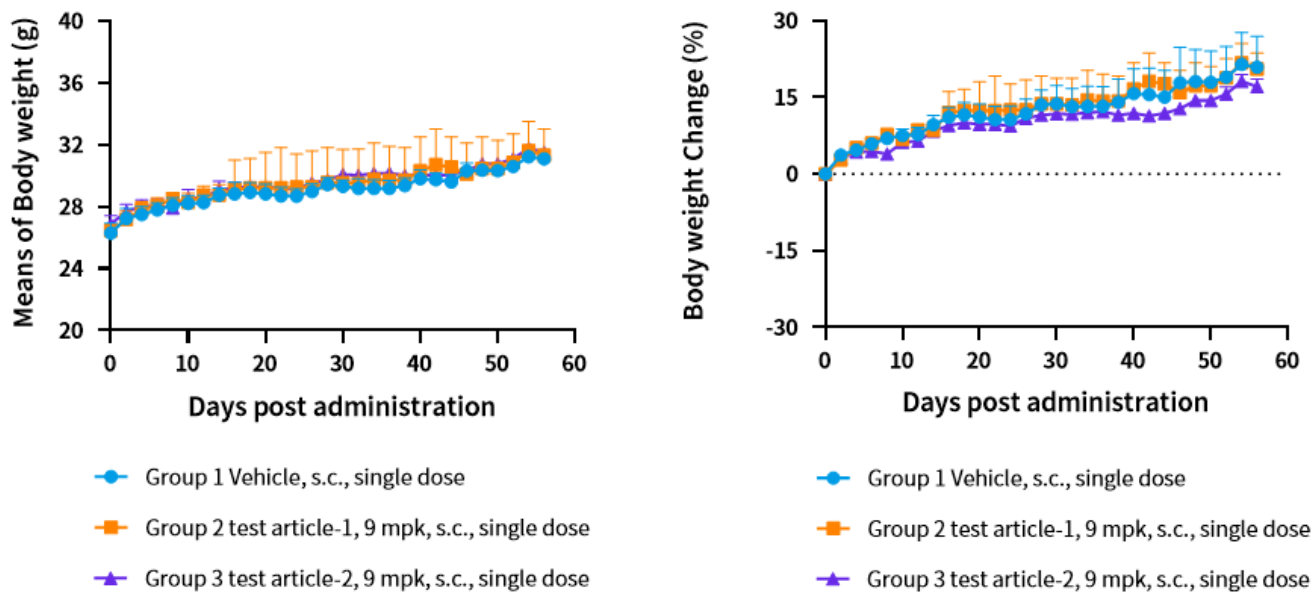 Means of Body weight (g)
40
36
32
28
24
20
0 10 20 30 40 50 60
Days post administration
Group 1 Vehicle, s.c., single dose
Group 2 test article-1, 9 mpk, s.c., single dose
Group 3 test article-2, 9 mpk, s.c., single dose
Body weight Change (%)
30
15
0
-15
-30
0 10 20 30 40 50 60
Days post administration
Group 1 Vehicle, s.c., single dose
Group 2 test article-1, 9 mpk, s.c., single dose
Group 3 test article-2, 9 mpk, s.c., single dose